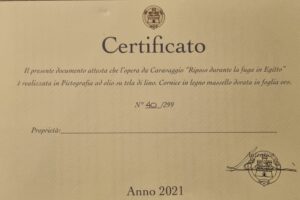 Certificato
Il presente documento attesta che l'opera da Caravaggio "Riposo durante la fuga in Egitto"
è realizzata in Pictografia ad olio su tela di lino. Cornice in legno massello dorata in foglia oro.
N° 40 /299
Proprietà:
Anno 2021